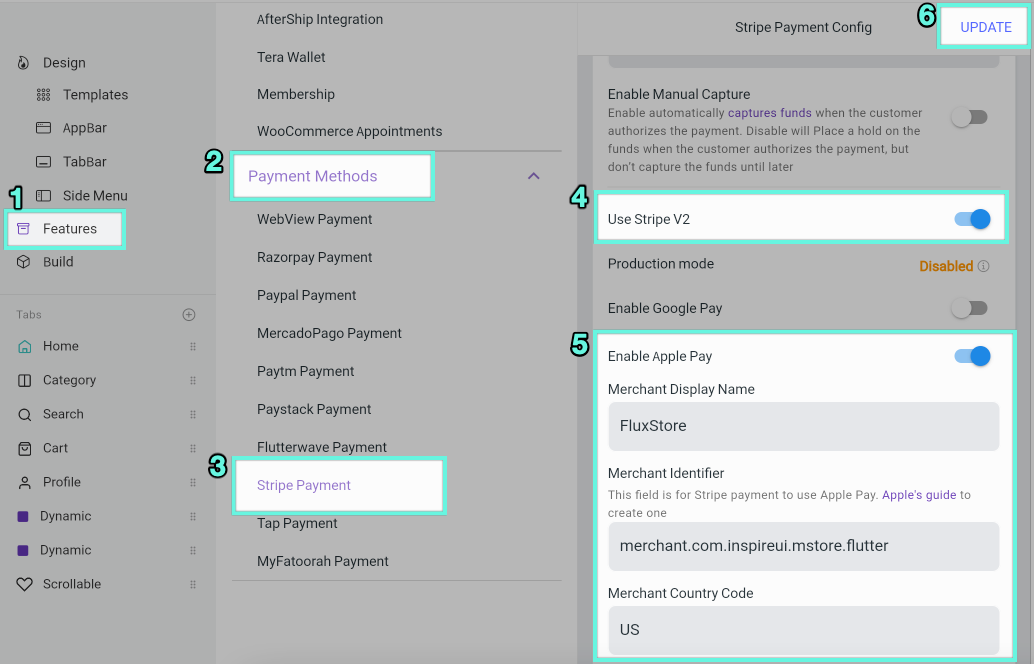 Design
Templates
AppBar
TabBar
1
Side Menu
Features
Build
Tabs
Home
Category
Search
Cart
Profile
Dynamic
Dynamic
Scrollable
AfterShip Integration
Tera Wallet
Membership
WooCommerce Appointments
2
Payment Methods
WebView Payment
Razorpay Payment
Paypal Payment
MercadoPago Payment
Paytm Payment
Paystack Payment
Flutterwave Payment
3
Stripe Payment
Tap Payment
MyFatoorah Payment
Stripe Payment Config
6
UPDATE
Enable Manual Capture
Enable automatically captures funds when the customer
authorizes the payment. Disable will Place a hold on the
funds when the customer authorizes the payment, but
don't capture the funds until later
4
Use Stripe V2
Production mode
Disabled
Enable Google Pay
5
Enable Apple Pay
Merchant Display Name
FluxStore
Merchant Identifier
This field is for Stripe payment to use Apple Pay. Apple's guide to
create one
merchant.com.inspireui.mstore.flutter
Merchant Country Code
US